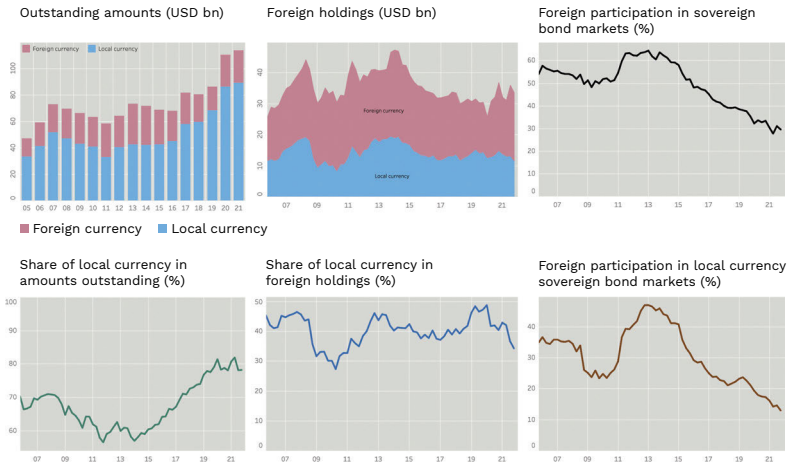 Outstanding amounts (USD bn)
Foreign currency Local currency
100
80
60
40
20
0
05 06 07 08 09 10 11 12 13 14 15 16 17 18 19 20 21
Foreign currency Local currency
Foreign holdings (USD bn)
40
30
20
10
0
Foreign currency
Local currency
07 09 11 13 15 17 19 21
Foreign participation in sovereign
bond markets (%)
60
50
40
30
20
10
0
07 09 11 13 15 17 19 21
Share of local currency in
amounts outstanding (%)
100
90
80
70
60
07 09 11 13 15 17 19 21
Share of local currency in
foreign holdings (%)
50
40
30
20
10
0
07 09 11 13 15 17 19 21
Foreign participation in local currency
sovereign bond markets (%)
40
30
20
10
0
07 09 11 13 15 17 19 21